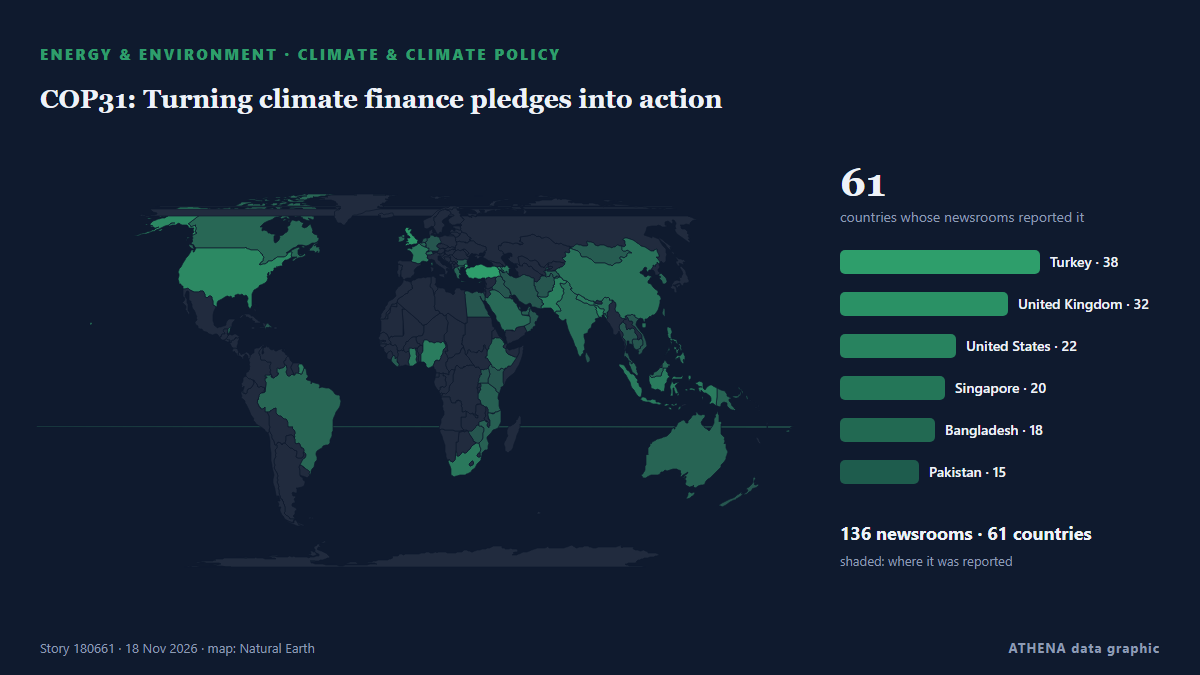 ENERGY & ENVIRONMENT · CLIMATE & CLIMATE POLICY
COP31: Turning climate finance pledges into action
61
countries whose newsrooms reported it
Turkey · 38
United Kingdom · 32
United States · 22
Singapore · 20
Bangladesh · 18
Pakistan · 15
136 newsrooms · 61 countries
shaded: where it was reported
Story 180661 · 18 Nov 2026 · map: Natural Earth
ATHENA data graphic